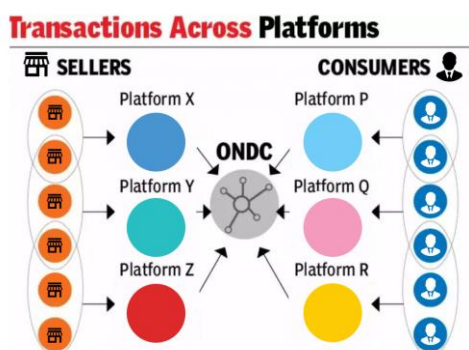 Transactions Across Platforms
SELLERS
CONSUMERS
Platform X
Platform P
ONDC
Platform Y
Platform Q
Platform Z
Platform R